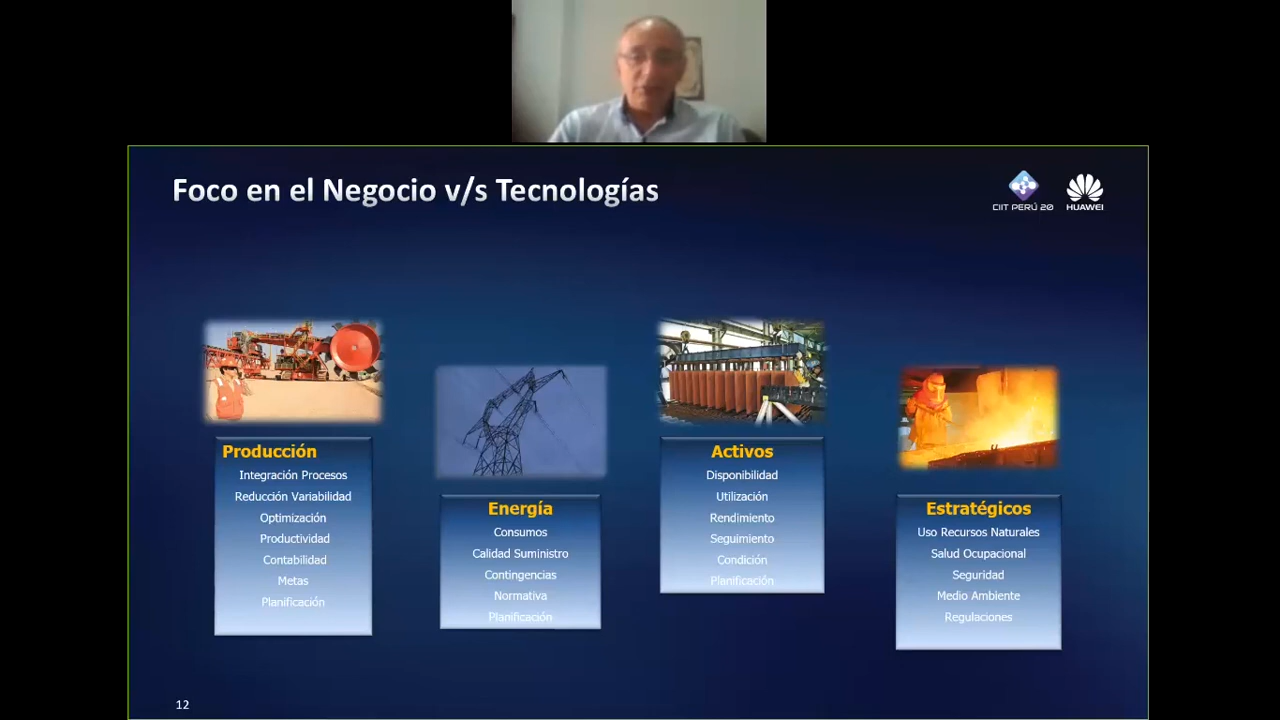 Foco en el Negocio v/s Tecnologías
CIIT PERÚ 20
HUAWEI
Producción
Integración Procesos
Reducción Variabilidad
Optimización
Productividad
Contabilidad
Metas
Planificación
Energía
Consumos
Calidad Suministro
Contingencias
Normativa
Planificación
Activos
Disponibilidad
Utilización
Rendimiento
Seguimiento
Condición
Planificación
Estratégicos
Uso Recursos Naturales
Salud Ocupacional
Seguridad
Medio Ambiente
Regulaciones
12